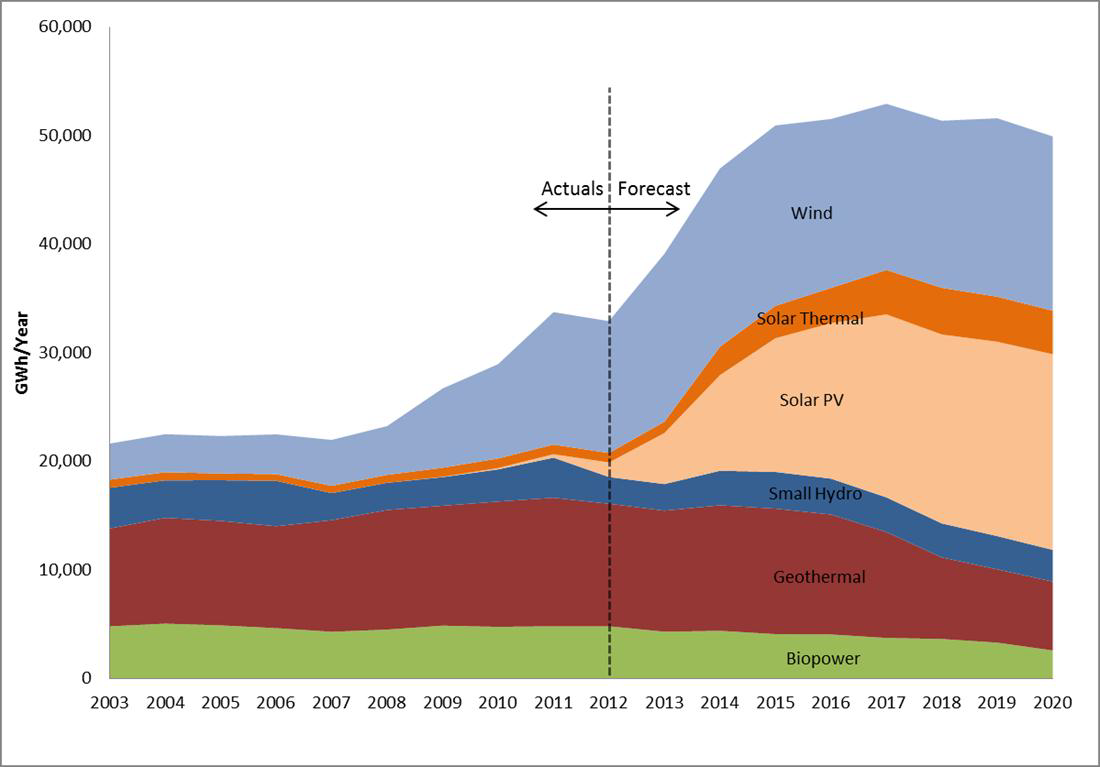 60,000
50,000
40,000
30,000
20,000
10,000
0
GWh/Year
Actuals Forecast
Wind
Solar Thermal
Solar PV
Small Hydro
Geothermal
Biopower
2003 2004 2005 2006 2007 2008 2009 2010 2011 2012 2013 2014 2015 2016 2017 2018 2019 2020